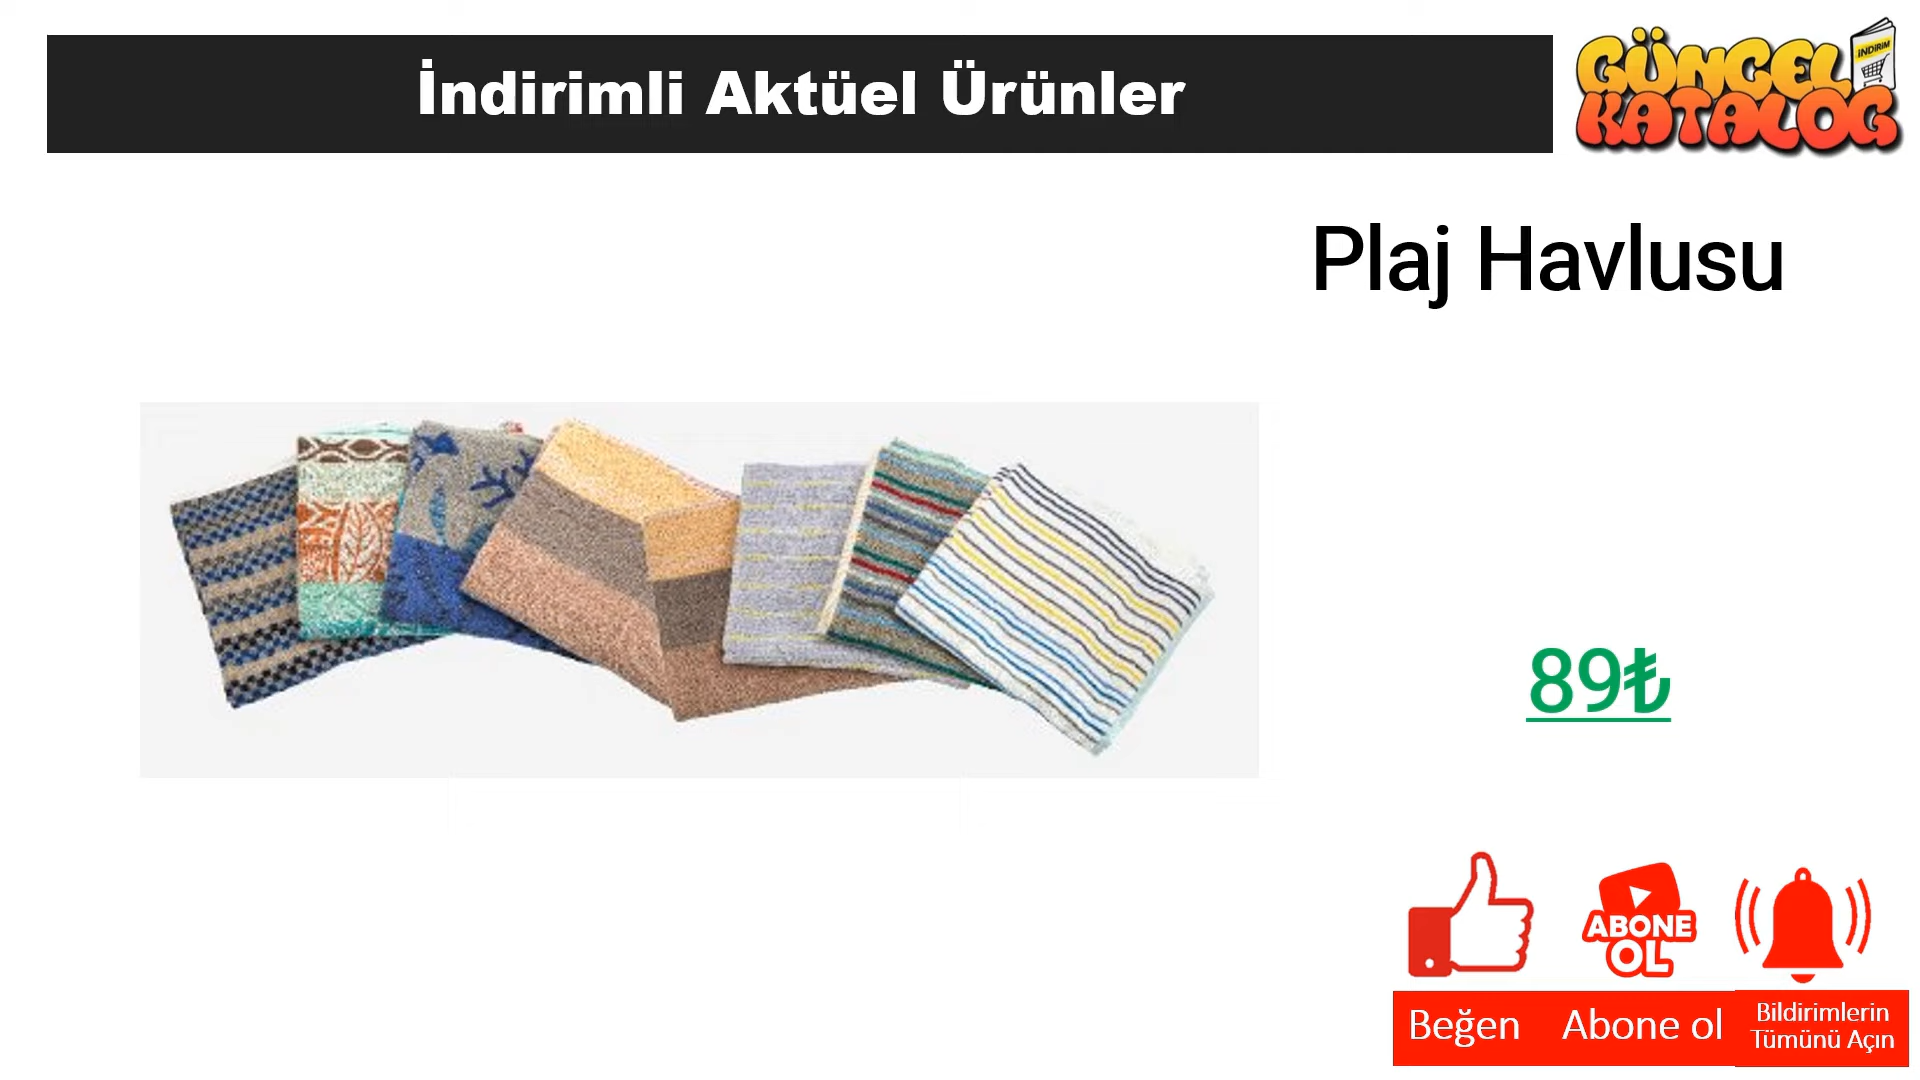 İndirimli Aktüel Ürünler
GÜNCEL
KATALOG
İNDİRİM
Plaj Havlusu
89₺
ABONE
OL
Beğen
Abone ol
Bildirimlerin
Tümünü Açın